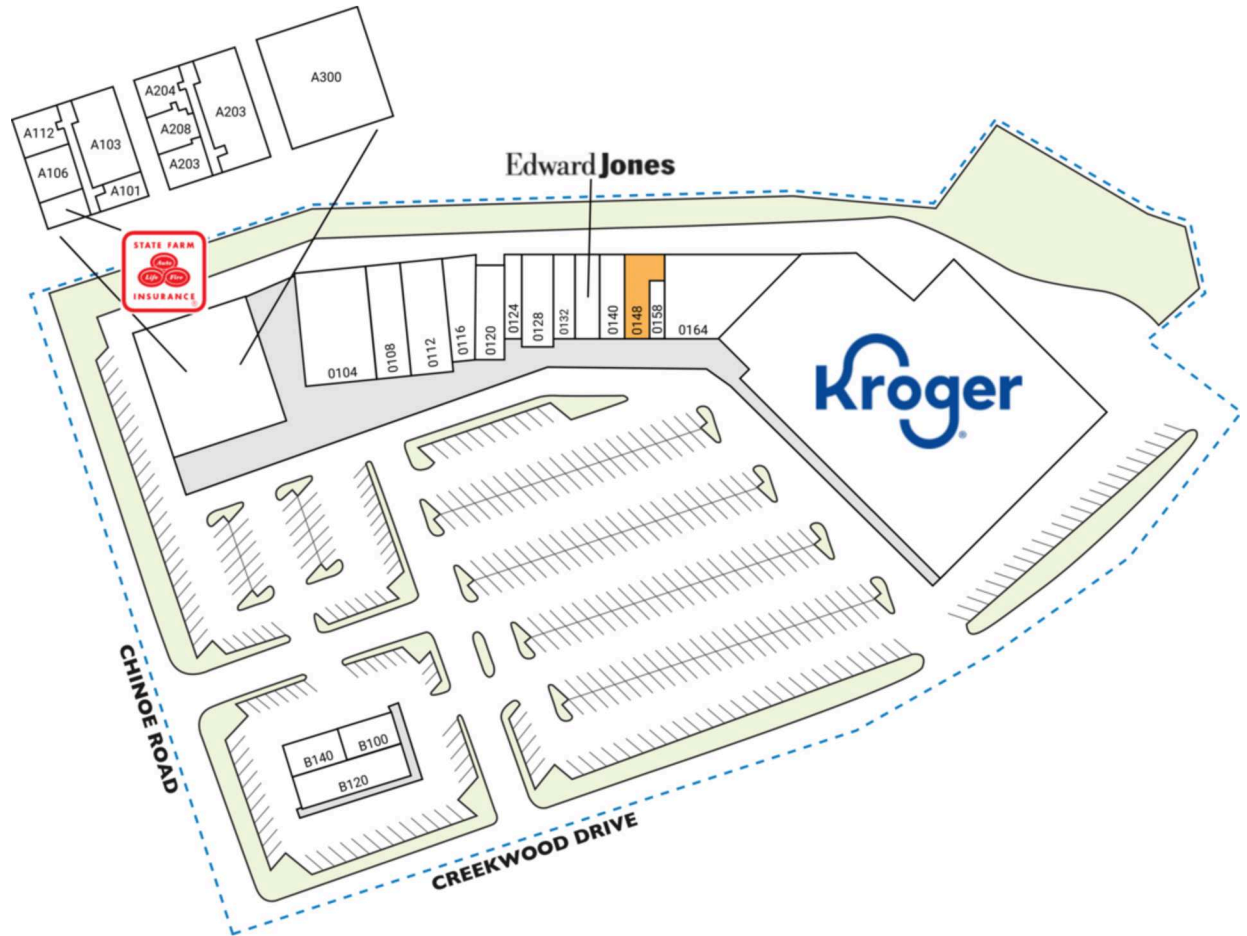 A300
A204
A203
A208
A203
A112
A103
A106
A101
Edward Jones
STATE FARM
Auto
Life Fire
INSURANCE
®
0104
0108
0112
0116
0120
0124
0128
0132
0140
0148
0158
0164
Kroger
®
CHINOE ROAD
B140
B100
B120
CREEKWOOD DRIVE